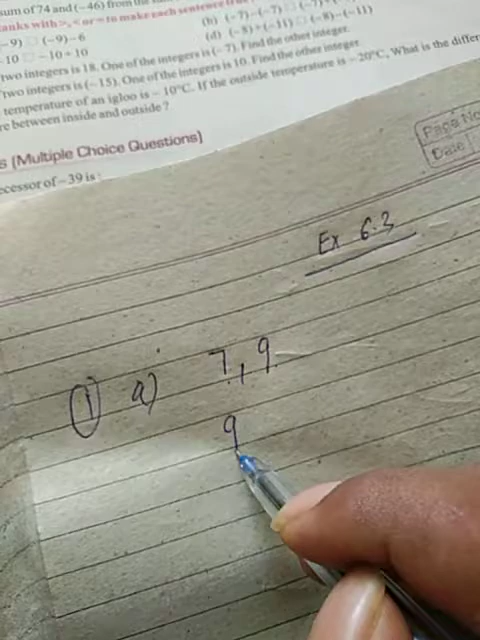 sum of 74 and (−46) from the
lanks with >, < or = to make each sentence true
−9) □ (−9) − 6
(b) (−7) − (−7) □ (−7) +
− 10 □ − 10 + 10
(d) (−8) + (−11) □ (−8) − (−11)
Two integers is 18. One of the integers is (− 7). Find the other integer.
Two integers is (− 15). One of the integers is 10. Find the other integer.
temperature of an igloo is − 10°C. If the outside temperature is − 20°C, What is the differ
re between inside and outside ?
s (Multiple Choice Questions)
ecessor of − 39 is :
Page No
Date
Ex 6.3
① a) 7, 9
9